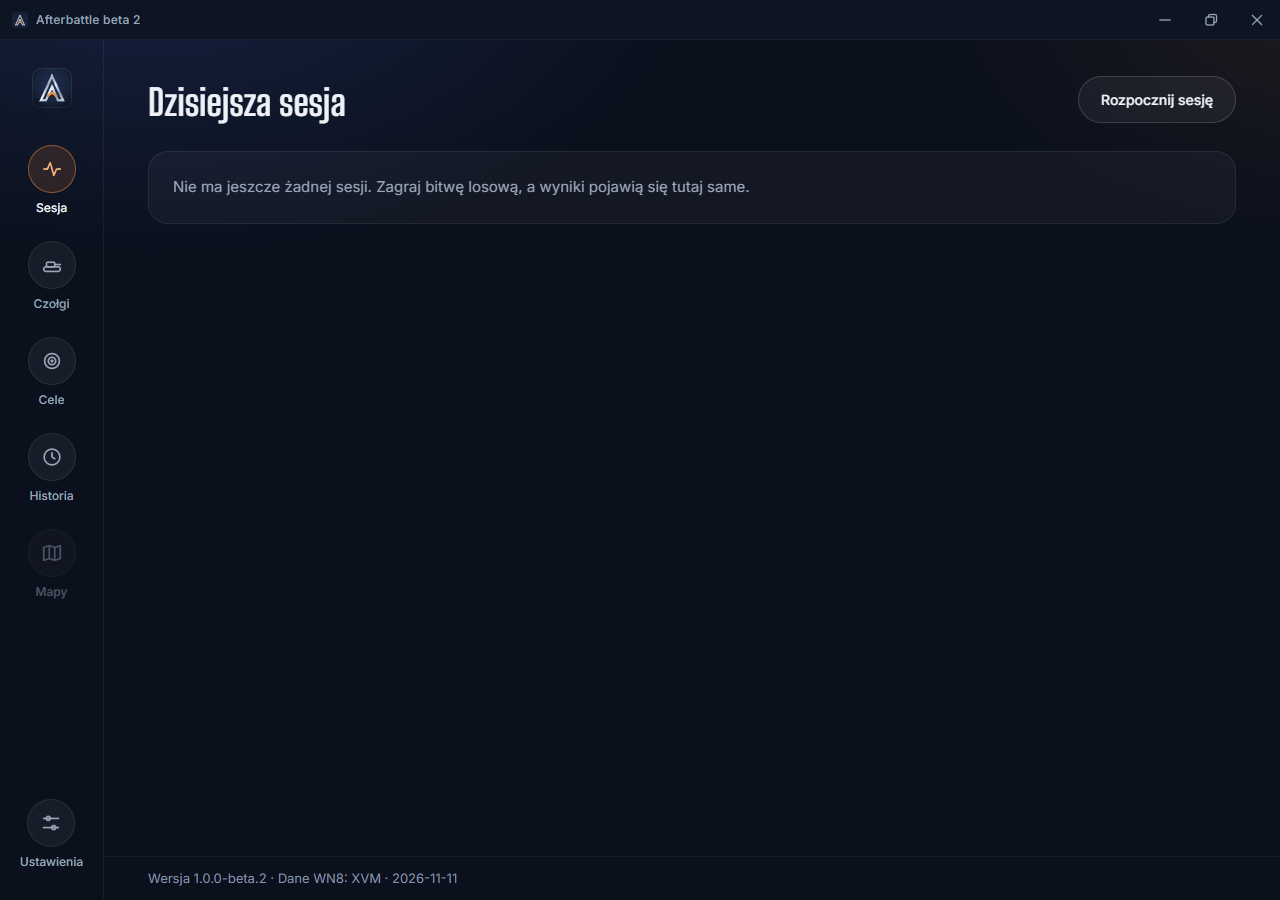 Afterbattle beta 2
Dzisiejsza sesja
Rozpocznij sesję
Nie ma jeszcze żadnej sesji. Zagraj bitwę losową, a wyniki pojawią się tutaj same.
Sesja
Czołgi
Cele
Historia
Mapy
Ustawienia
Wersja 1.0.0-beta.2 · Dane WN8: XVM · 2026-11-11